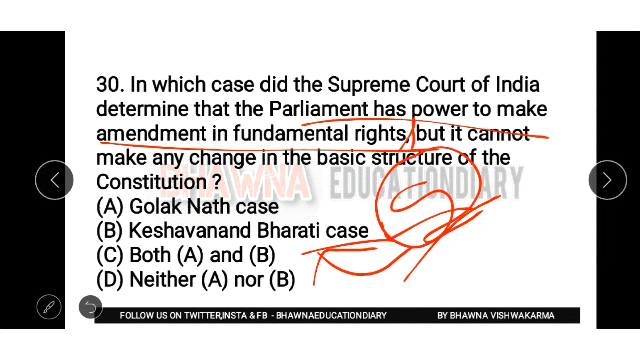 30. In which case did the Supreme Court of India
determine that the Parliament has power to make
amendment in fundamental rights, but it cannot
make any change in the basic structure of the
Constitution ?
BHAWNA EDUCATIONDIARY
(A) Golak Nath case
(B) Keshavanand Bharati case
(C) Both (A) and (B)
(D) Neither (A) nor (B)
FOLLOW US ON TWITTER,INSTA & FB - BHAWNAEDUCATIONDIARY
BY BHAWNA VISHWAKARMA